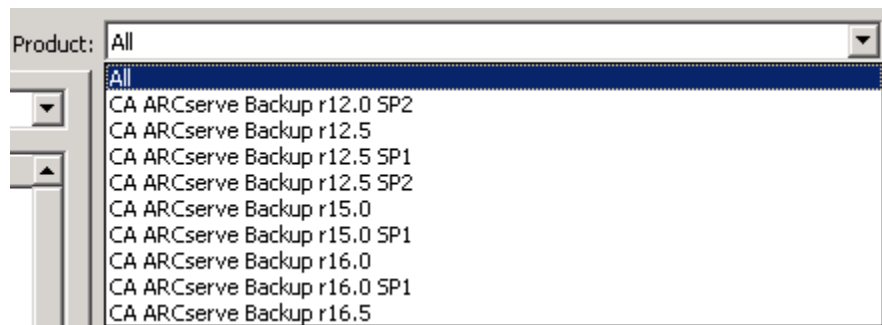 Product: All
All
CA ARCserve Backup r12.0 SP2
CA ARCserve Backup r12.5
CA ARCserve Backup r12.5 SP1
CA ARCserve Backup r12.5 SP2
CA ARCserve Backup r15.0
CA ARCserve Backup r15.0 SP1
CA ARCserve Backup r16.0
CA ARCserve Backup r16.0 SP1
CA ARCserve Backup r16.5